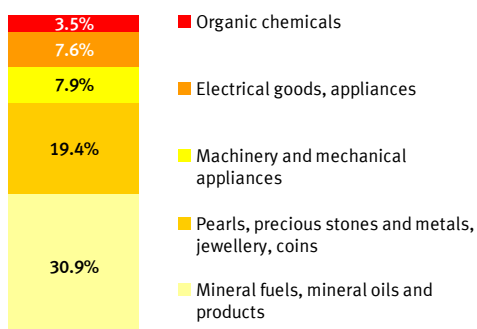 3.5%
7.6%
7.9%
19.4%
30.9%
Organic chemicals
Electrical goods, appliances
Machinery and mechanical
appliances
Pearls, precious stones and metals,
jewellery, coins
Mineral fuels, mineral oils and
products